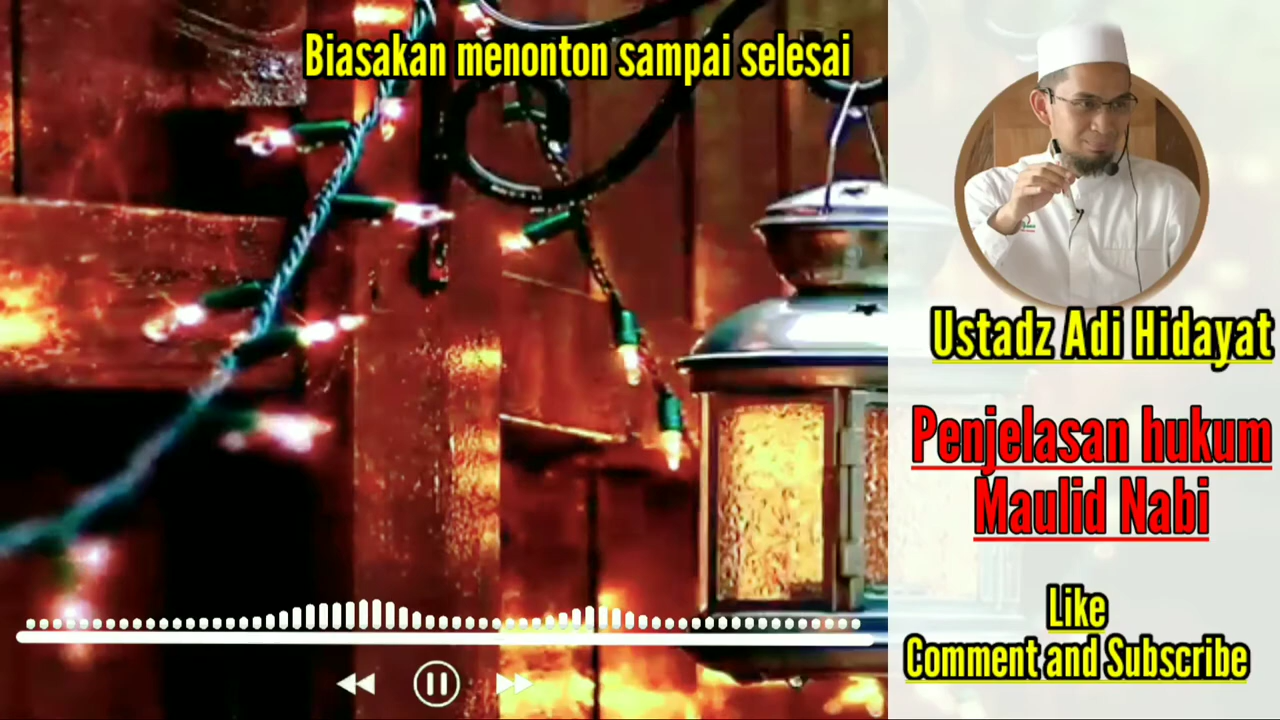 Biasakan menonton sampai selesai
Ustadz Adi Hidayat
Penjelasan hukum
Maulid Nabi
Like
Comment and Subscribe